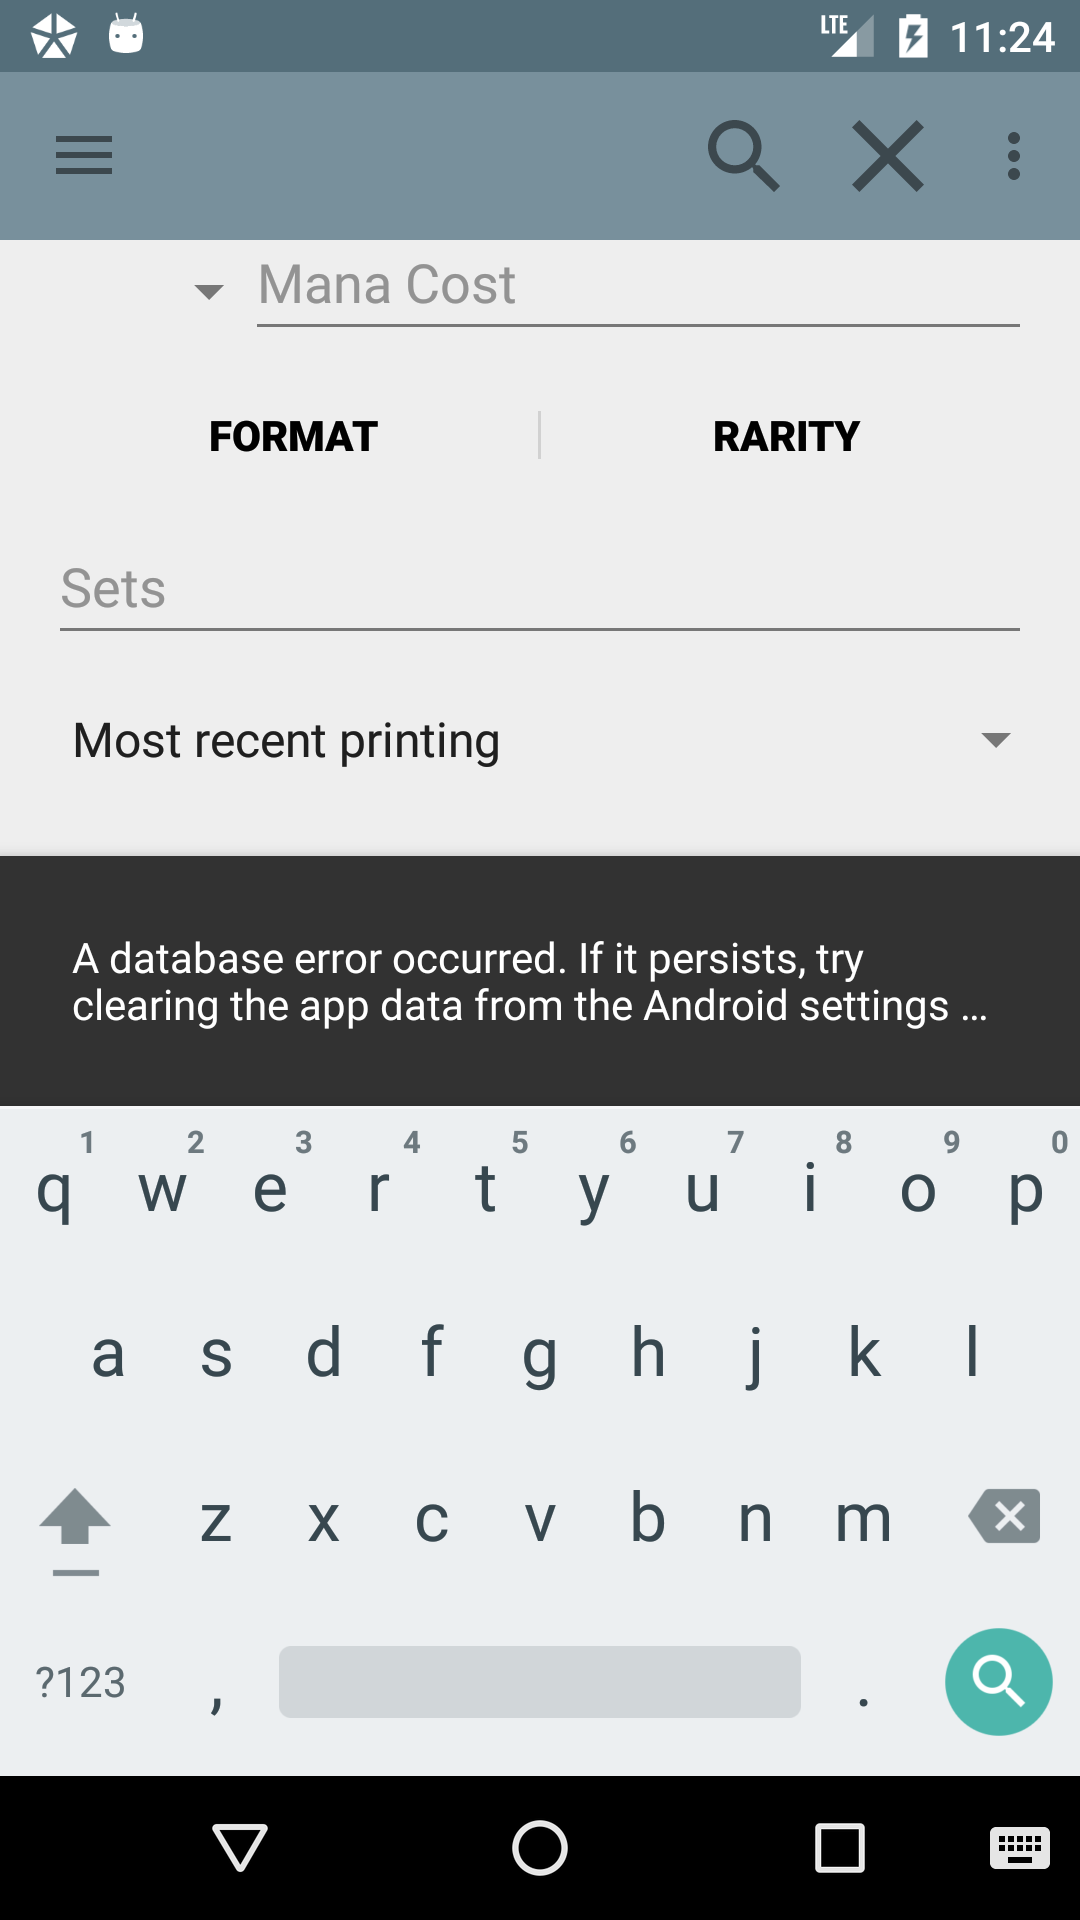 LTE 11:24
Mana Cost
FORMAT RARITY
Sets
Most recent printing
A database error occurred. If it persists, try
clearing the app data from the Android settings ...
1 2 3 4 5 6 7 8 9 0
q w e r t y u i o p
a s d f g h j k l
z x c v b n m
?123 , .